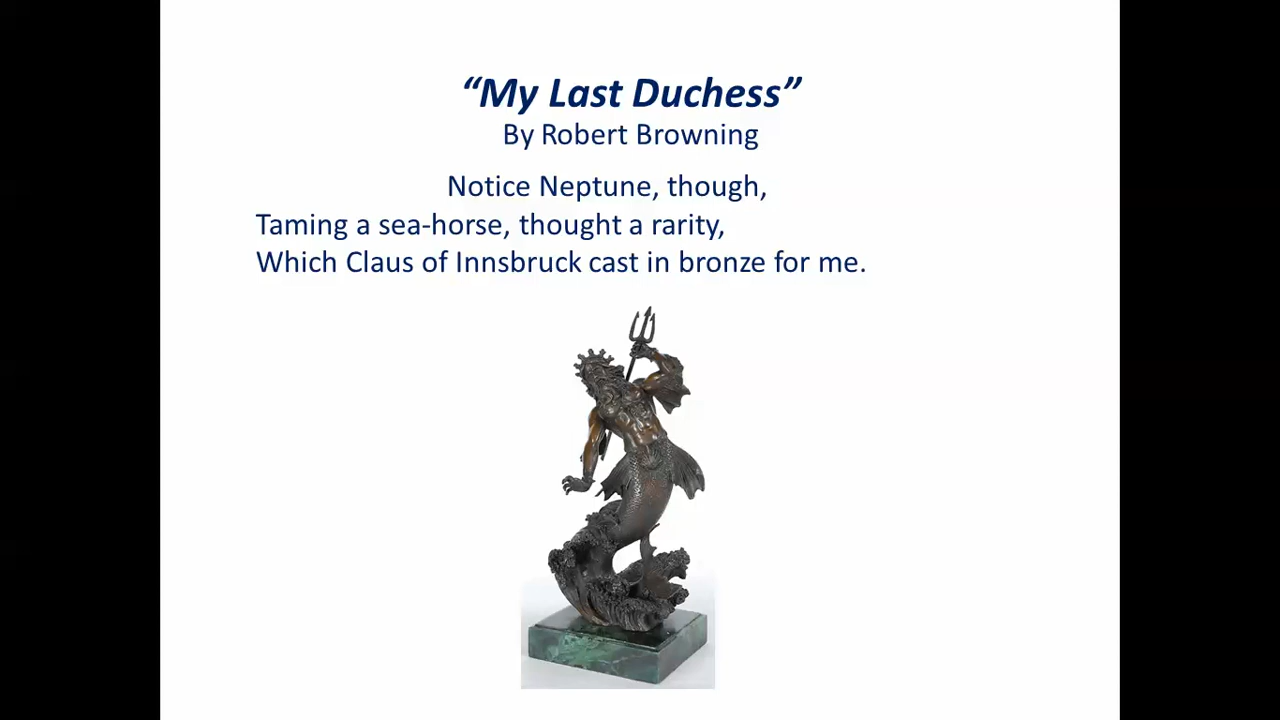 “My Last Duchess”
By Robert Browning
Notice Neptune, though,
Taming a sea-horse, thought a rarity,
Which Claus of Innsbruck cast in bronze for me.